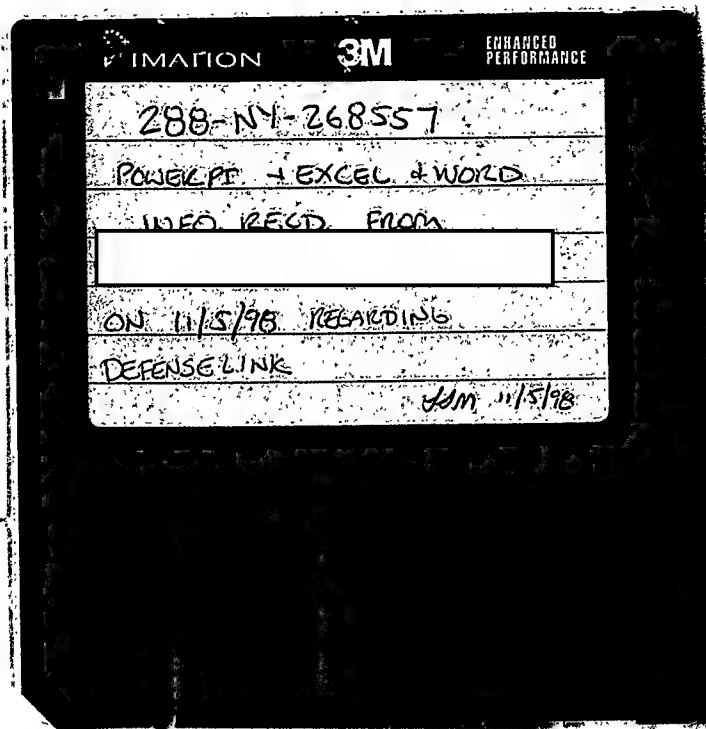 IMATION 3M ENHANCED PERFORMANCE
288-NY-268557
POWERPT + EXCEL & WORD
INFO RECD. FROM
ON 11/5/98 REGARDING
DEFENSELINK
11/5/98